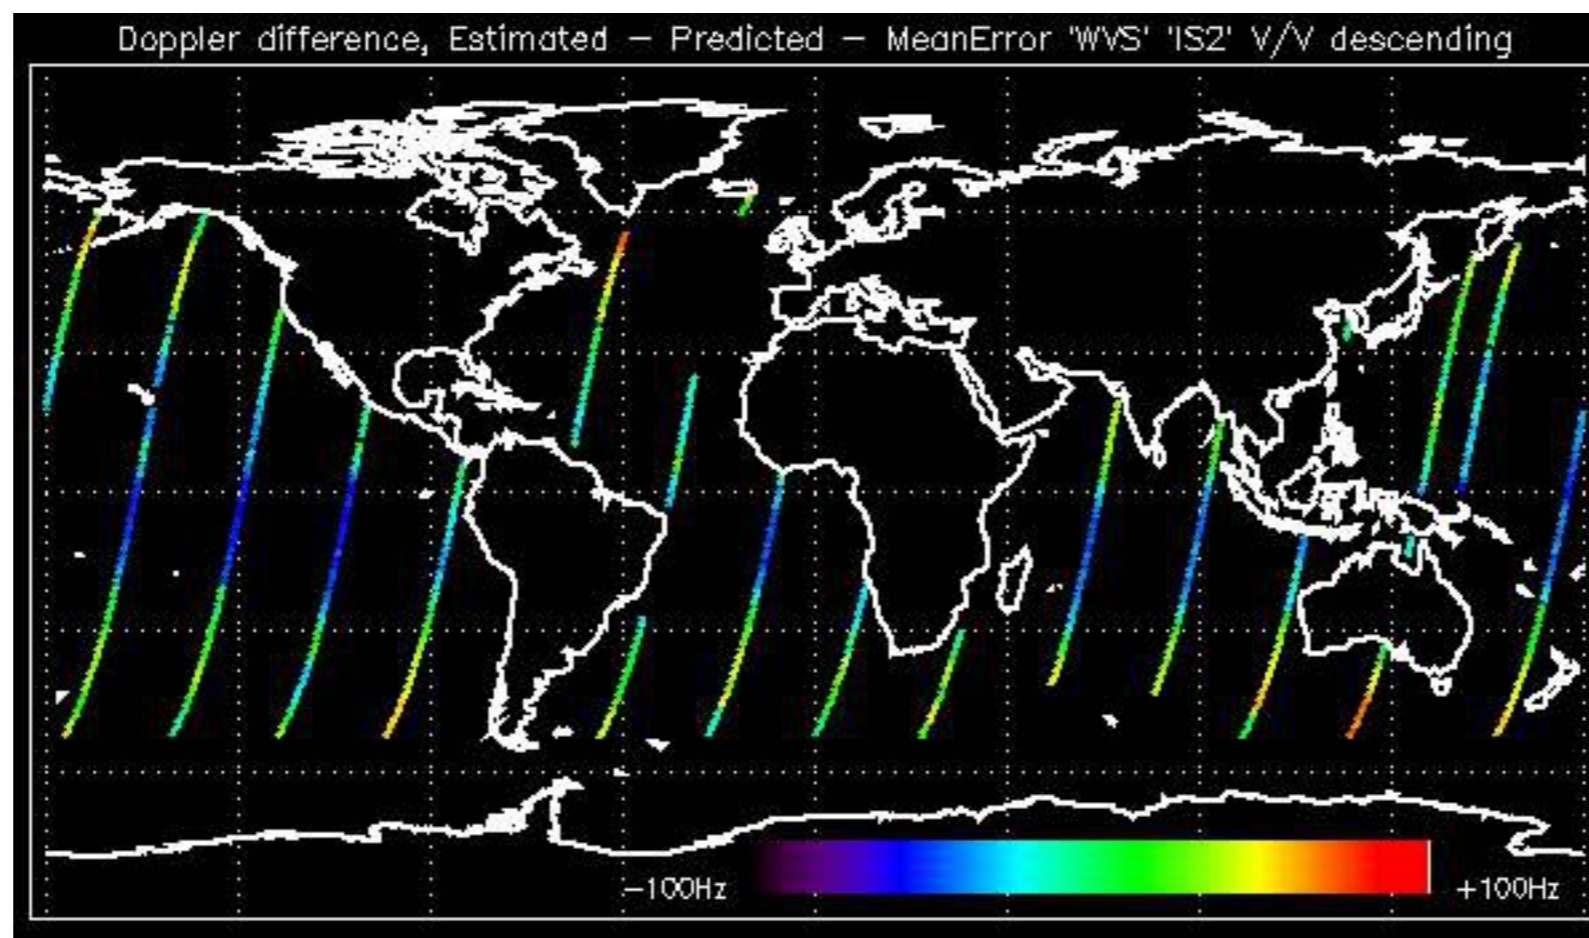 Doppler difference, Estimated – Predicted – MeanError 'WVS' 'IS2' V/V descending
–100Hz
+100Hz